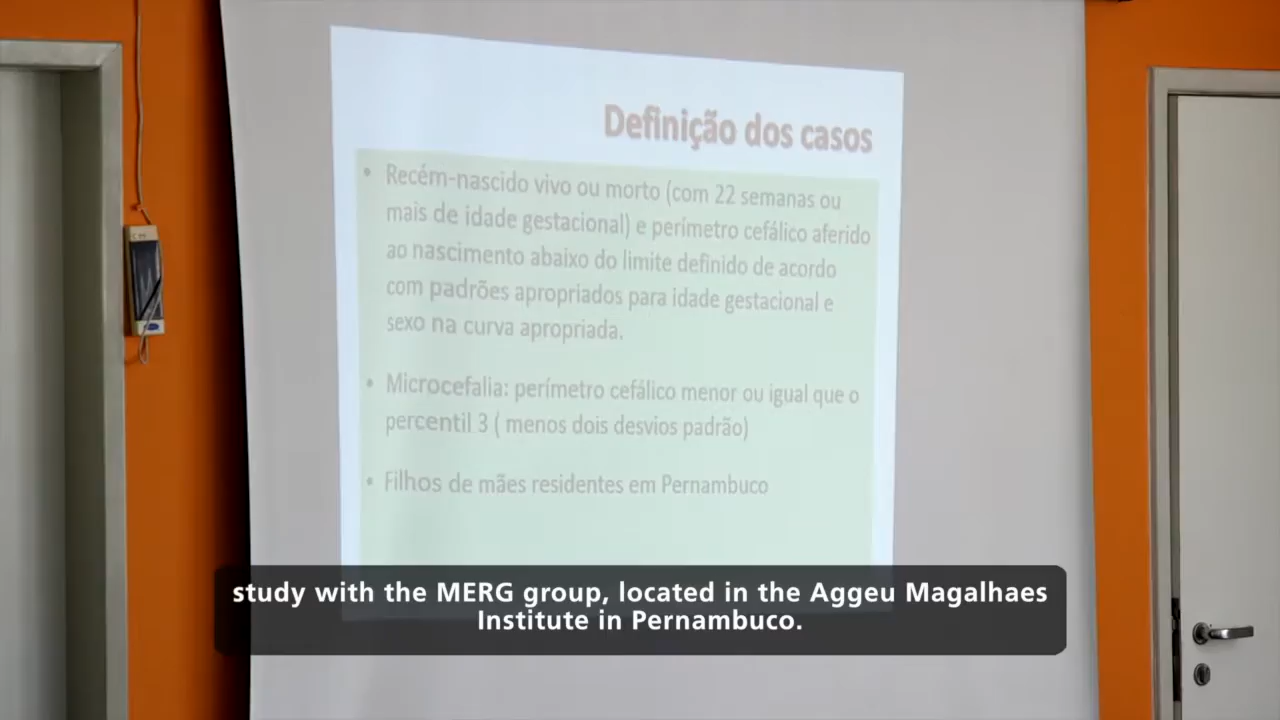 Definição dos casos
• Recém-nascido vivo ou morto (com 22 semanas ou
mais de idade gestacional) e perímetro cefálico aferido
ao nascimento abaixo do limite definido de acordo
com padrões apropriados para idade gestacional e
sexo na curva apropriada.
• Microcefalia: perímetro cefálico menor ou igual que o
percentil 3 ( menos dois desvios padrão)
• Filhos de mães residentes em Pernambuco
study with the MERG group, located in the Aggeu Magalhaes
Institute in Pernambuco.